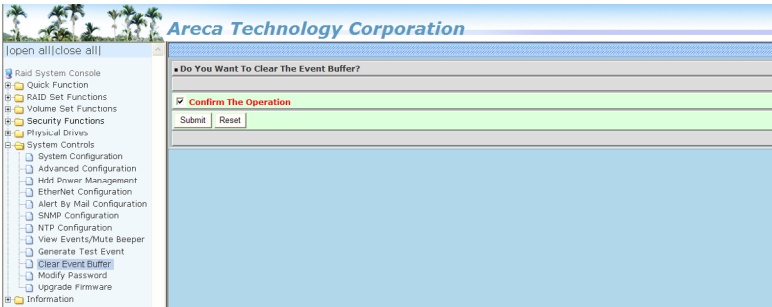 Areca Technology Corporation
|open all|close all|
Raid System Console
Quick Function
RAID Set Functions
Volume Set Functions
Security Functions
Physical Drives
System Controls
System Configuration
Advanced Configuration
Hdd Power Management
EtherNet Configuration
Alert By Mail Configuration
SNMP Configuration
NTP Configuration
View Events/Mute Beeper
Generate Test Event
Clear Event Buffer
Modify Password
Upgrade Firmware
Information
Do You Want To Clear The Event Buffer?
Confirm The Operation
Submit Reset